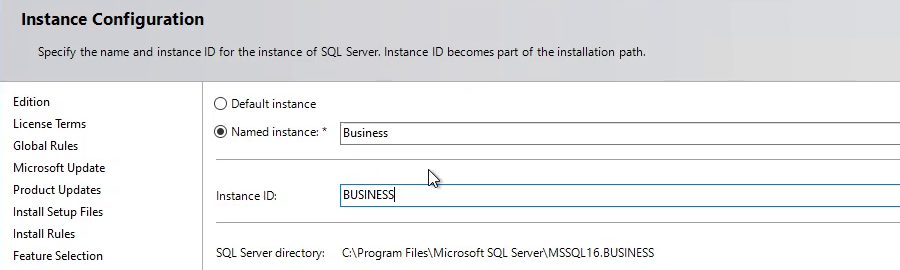 Instance Configuration
Specify the name and instance ID for the instance of SQL Server. Instance ID becomes part of the installation path.
Edition
License Terms
Global Rules
Microsoft Update
Product Updates
Install Setup Files
Install Rules
Feature Selection
Default instance
Named instance: * Business
Instance ID: BUSINESS
SQL Server directory: C:\Program Files\Microsoft SQL Server\MSSQL16.BUSINESS